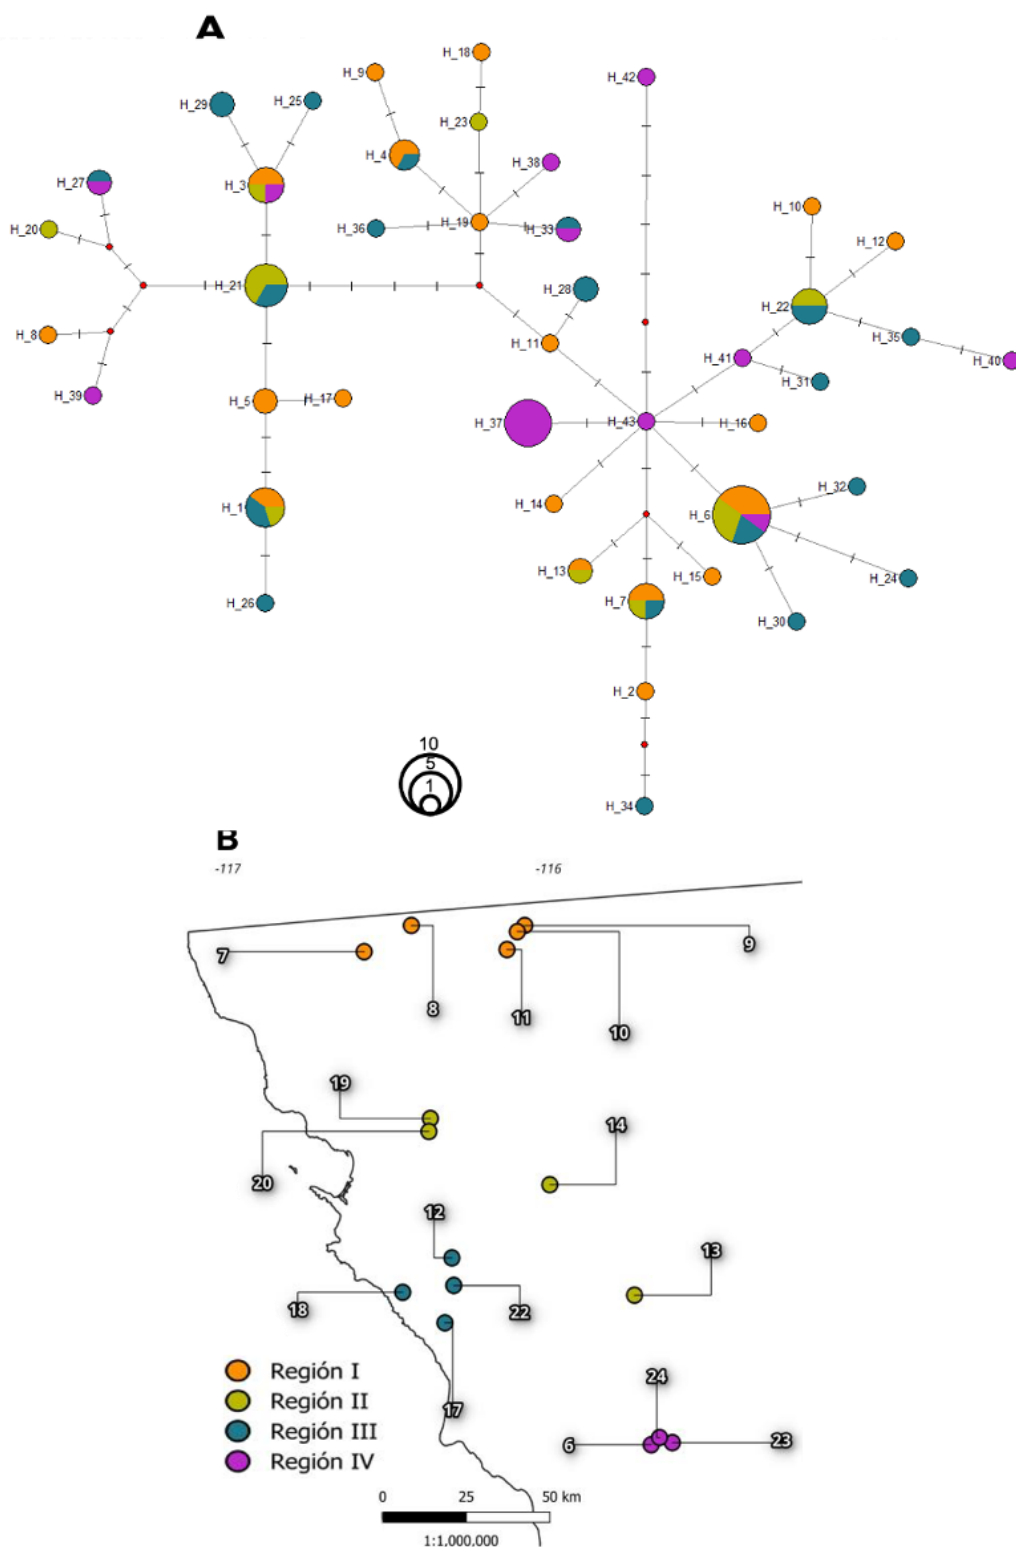 A
H_18
H_9
H_42
H_29
H_25
H_23
H_4
H_38
H_27
H_3
H_10
H_20
H_36
H_19
H_33
H_12
H_21
H_28
H_22
H_8
H_11
H_35
H_41
H_40
H_39
H_5
H_17
H_31
H_37
H_43
H_16
H_1
H_14
H_6
H_32
H_13
H_15
H_24
H_26
H_7
H_30
H_2
10
5
1
H_34
B
-117
-116
7
9
8
11
10
19
14
20
12
13
18
22
Región I
24
Región II
17
Región III
6
23
Región IV
0
25
50 km
1:1,000,000